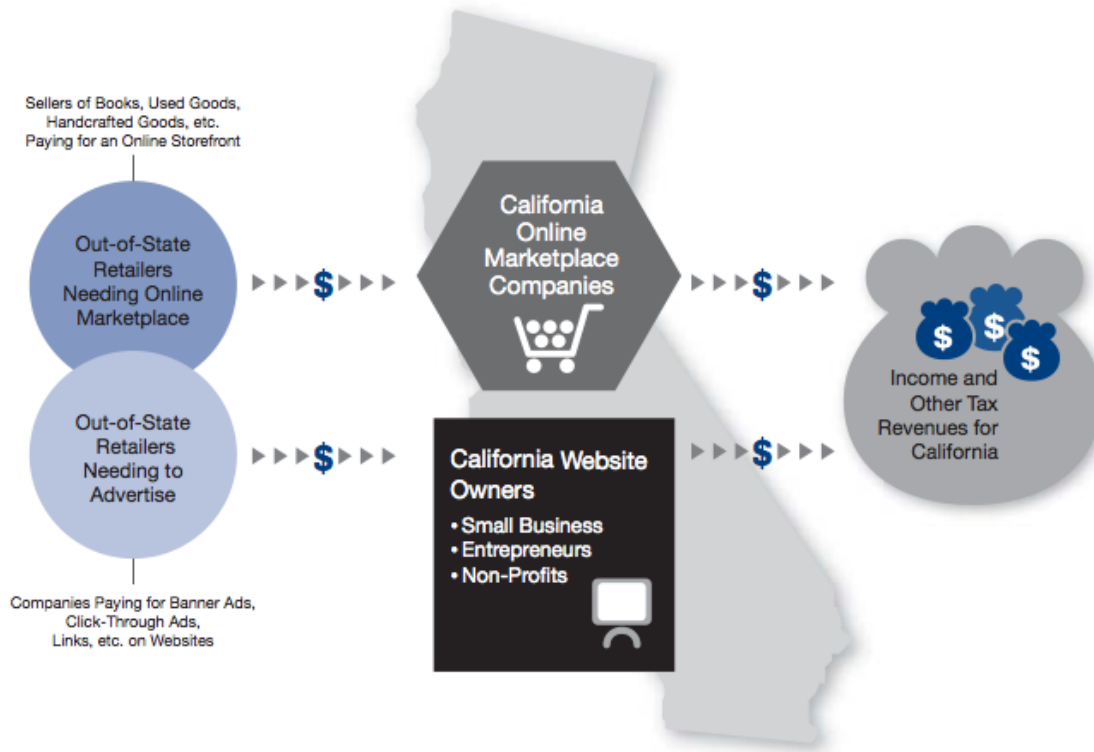 Sellers of Books, Used Goods,
Handcrafted Goods, etc.
Paying for an Online Storefront
Out-of-State
Retailers
Needing Online
Marketplace
$
California
Online
Marketplace
Companies
$
$
$
$
Income and
Other Tax
Revenues for
California
Out-of-State
Retailers
Needing to
Advertise
$
California Website
Owners
• Small Business
• Entrepreneurs
• Non-Profits
$
Companies Paying for Banner Ads,
Click-Through Ads,
Links, etc. on Websites